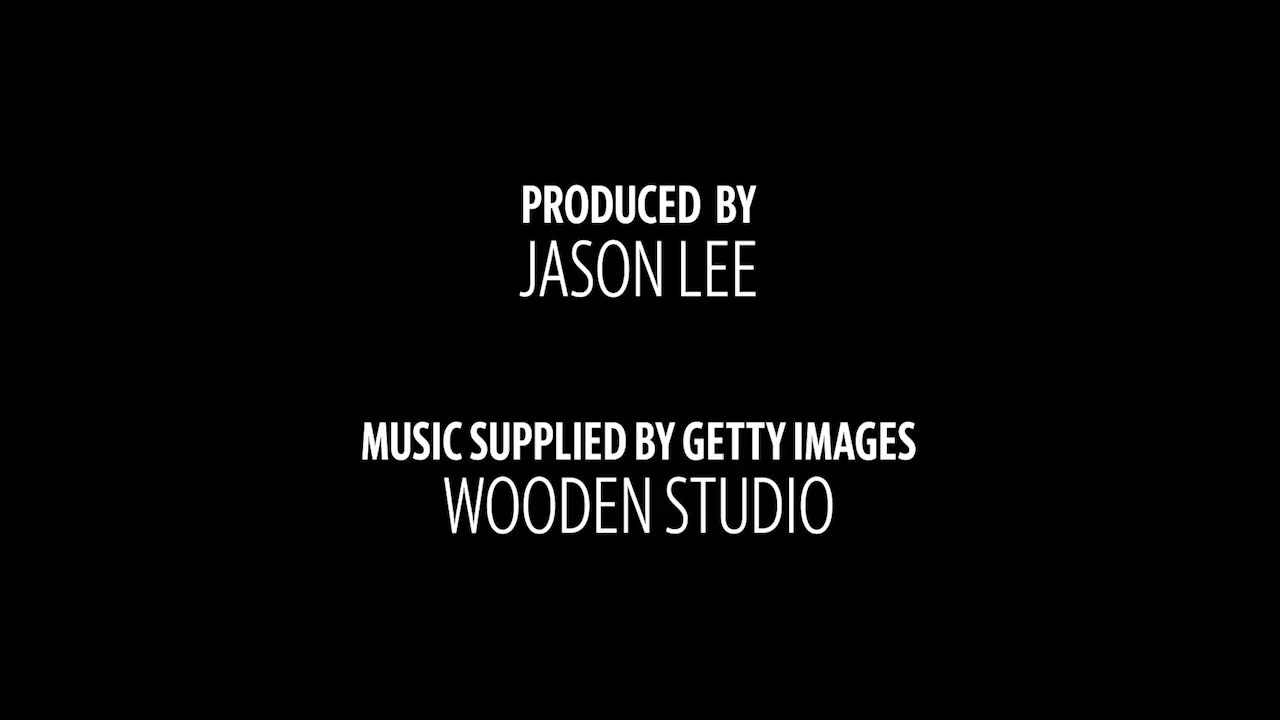 PRODUCED BY
JASON LEE
MUSIC SUPPLIED BY GETTY IMAGES
WOODEN STUDIO